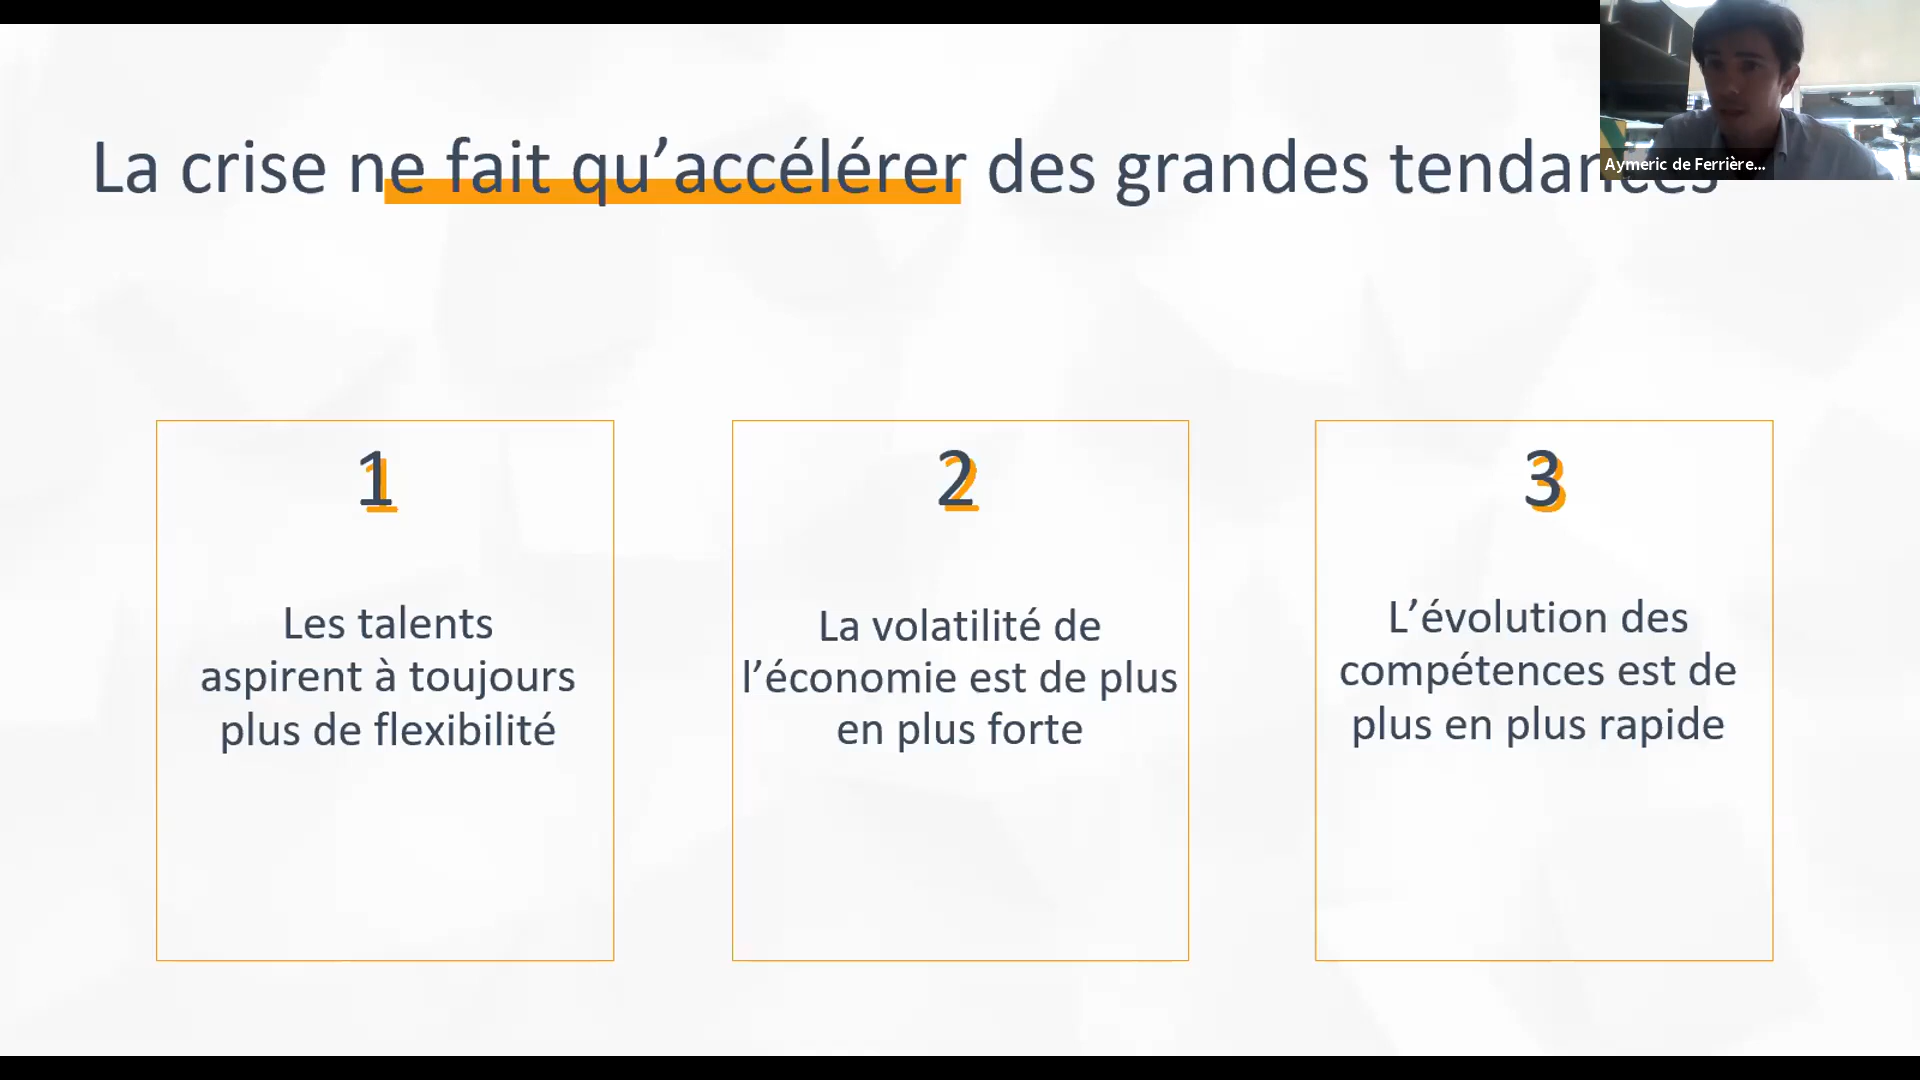 La crise ne fait qu’accélérer des grandes tendances
Aymeric de Ferrière...
1
Les talents
aspirent à toujours
plus de flexibilité
2
La volatilité de
l’économie est de plus
en plus forte
3
L’évolution des
compétences est de
plus en plus rapide